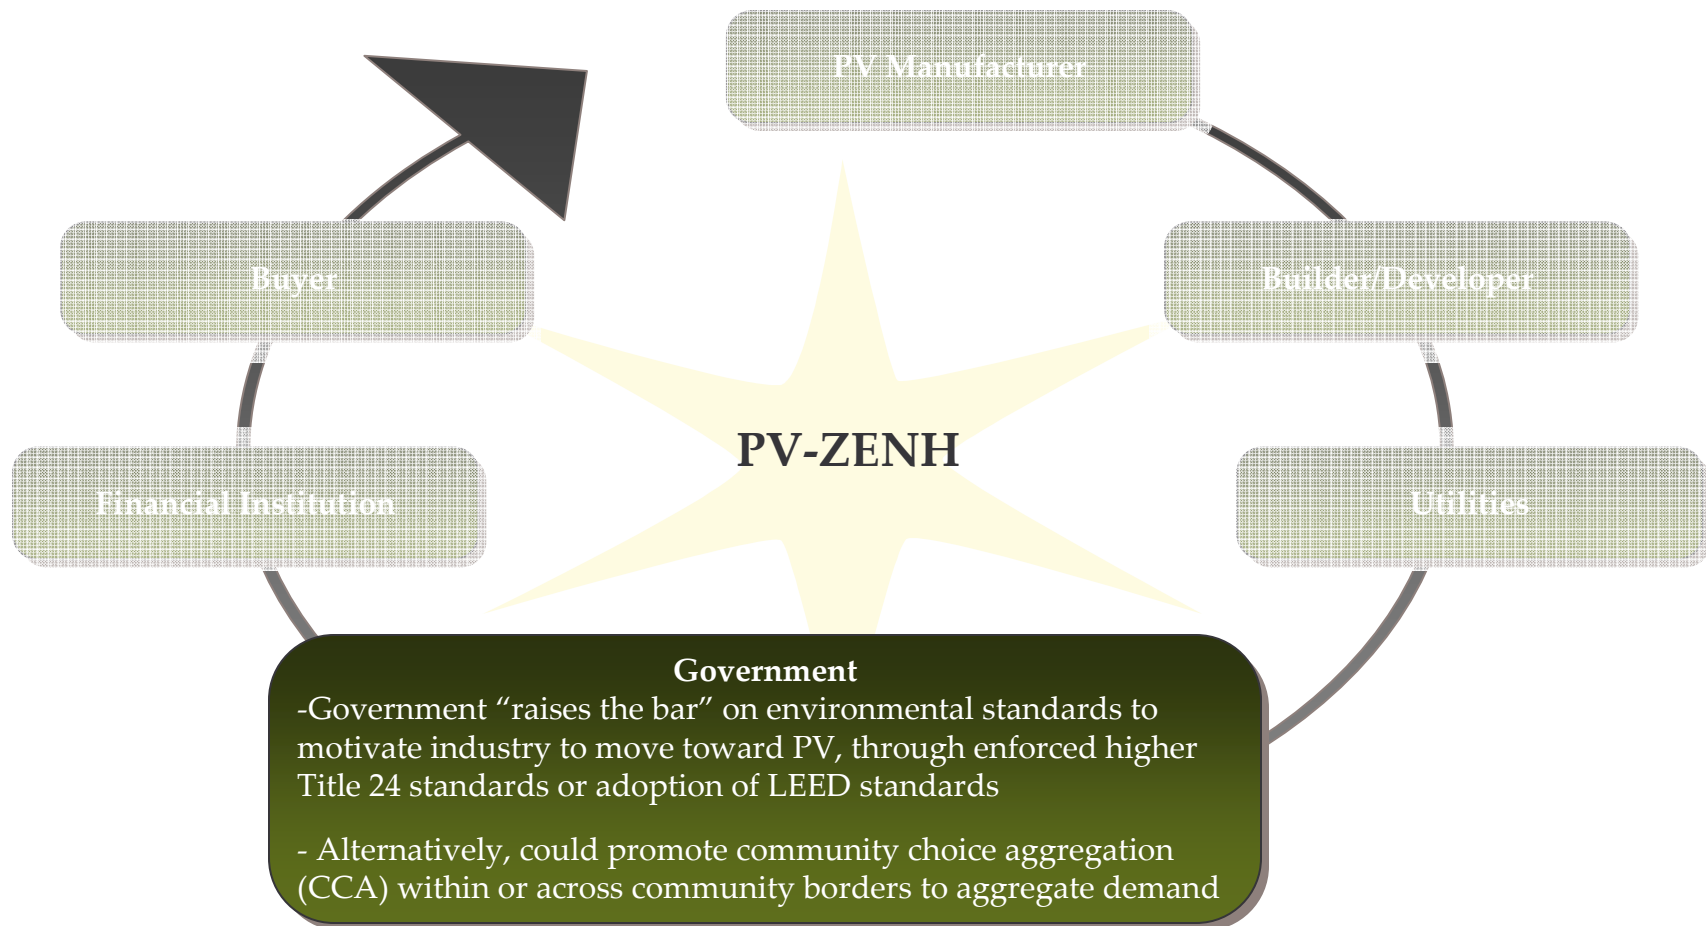 PV Manufacturer
Buyer
Builder/Developer
PV-ZENH
Financial Institution
Utilities
Government
-Government “raises the bar” on environmental standards to
motivate industry to move toward PV, through enforced higher
Title 24 standards or adoption of LEED standards
- Alternatively, could promote community choice aggregation
(CCA) within or across community borders to aggregate demand